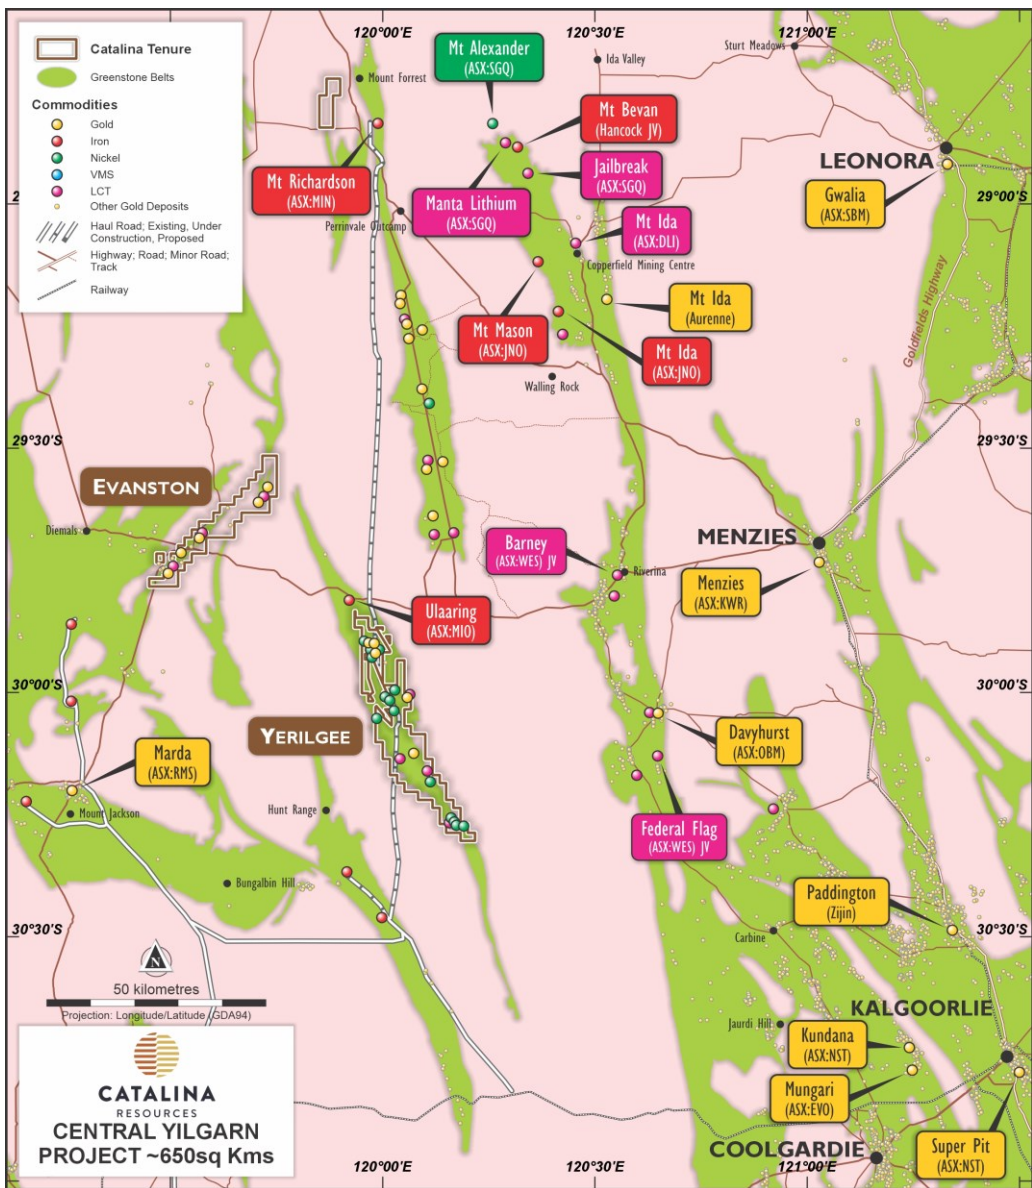 120°00'E
120°30'E
121°00'E
Catalina Tenure
Greenstone Belts
Commodities
Gold
Iron
Nickel
VMS
LCT
Other Gold Deposits
Haul Road; Existing, Under
Construction, Proposed
Highway; Road; Minor Road;
Track
Railway
Mount Forrest
Mt Alexander
(ASX:SGQ)
Ida Valley
Sturt Meadows
Mt Bevan
(Hancock JV)
LEONORA
Mt Richardson
(ASX:MIN)
Manta Lithium
(ASX:SGQ)
Jailbreak
(ASX:SGQ)
Gwalia
(ASX:SBM)
29°00'S
29°00'S
Perrinvale Outcamp
Mt Ida
(ASX:DLI)
Copperfield Mining Centre
Mt Ida
(Aurenne)
Goldfields Highway
Mt Mason
(ASX:JNO)
Mt Ida
(ASX:JNO)
Walling Rock
29°30'S
29°30'S
EVANSTON
Diemals
MENZIES
Barney
(ASX:WES) JV
Riverina
Menzies
(ASX:KWR)
Ulaaring
(ASX:MIO)
30°00'S
30°00'S
YERILGEE
Davyhurst
(ASX:OBM)
Marda
(ASX:RMS)
Mount Jackson
Hunt Range
Federal Flag
(ASX:WES) JV
Bungalbin Hill
Paddington
(Zijin)
30°30'S
30°30'S
Carbine
N
50 kilometres
Projection: Longitude/Latitude (GDA94)
KALGOORLIE
Jaurdi Hill
Kundana
(ASX:NST)
Mungari
(ASX:EVO)
CATALINA
RESOURCES
CENTRAL YILGARN
PROJECT ~650sq Kms
COOLGARDIE
Super Pit
(ASX:NST)
120°00'E
120°30'E
121°00'E